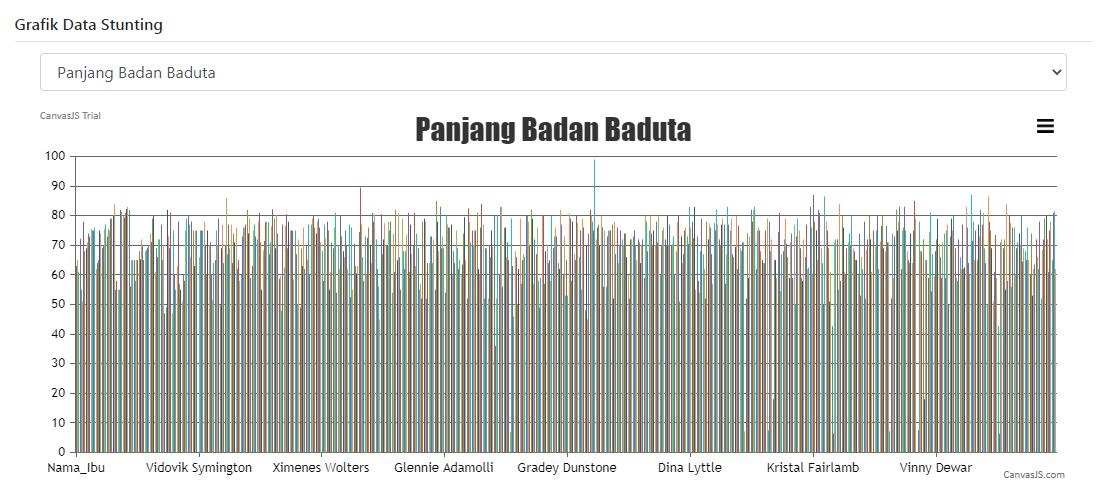 Grafik Data Stunting
Panjang Badan Baduta
CanvasJS Trial
Panjang Badan Baduta
100
90
80
70
60
50
40
30
20
10
0
Nama_Ibu Vidovik Symington Ximenes Wolters Glennie Adamolli Gradey Dunstone Dina Lyttle Kristal Fairlamb Vinny Dewar
CanvasJS.com